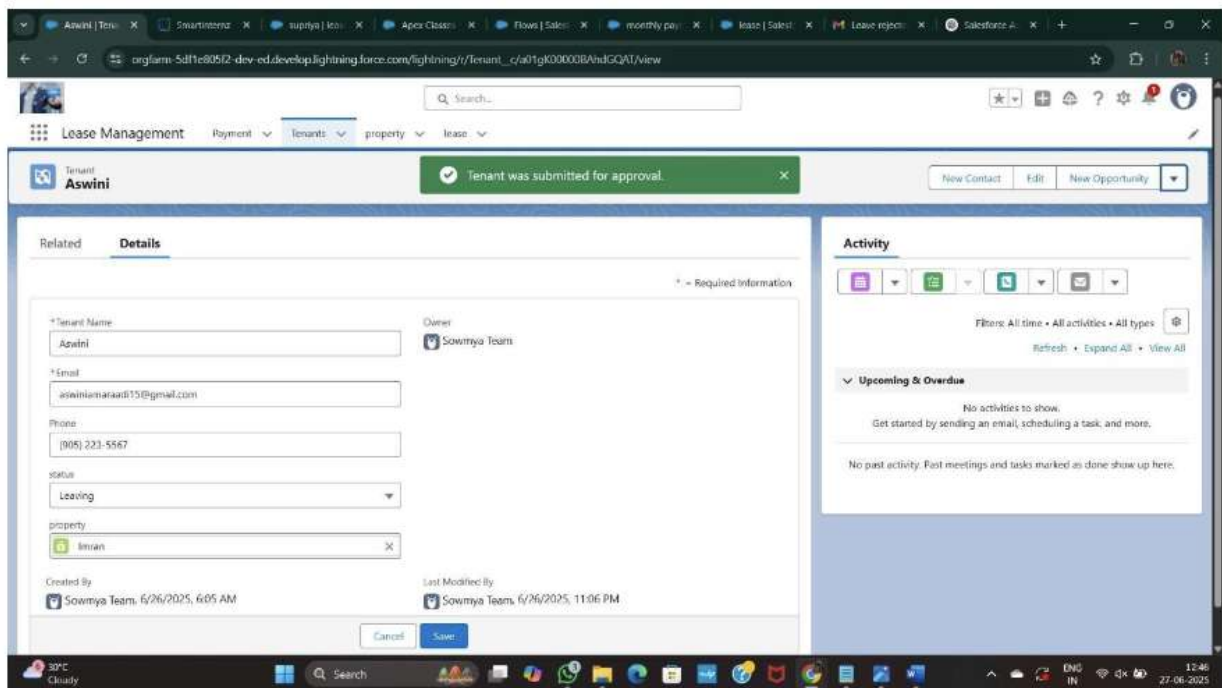 Aswini | Tena
Smartinternz
supriya | leas
Apex Classes
Flows | Sales
monthly pay
lease | Salesf
Leave reject
Salesforce A
orgfarm-5df1e805f2-dev-ed.develop.lightning.force.com/lightning/r/Tenant__c/a01gK00000BAhdGQAT/view
Search...
Lease Management
Payment
Tenants
property
lease
Tenant
Aswini
Tenant was submitted for approval.
New Contact
Edit
New Opportunity
Related
Details
* = Required Information
*Tenant Name
Aswini
Owner
Sowmya Team
*Email
aswiniamaraadi15@gmail.com
Phone
(905) 223-5567
status
Leaving
property
Imran
Created By
Sowmya Team, 6/26/2025, 6:05 AM
Last Modified By
Sowmya Team, 6/26/2025, 11:06 PM
Cancel
Save
Activity
Filters: All time • All activities • All types
Refresh • Expand All • View All
Upcoming & Overdue
No activities to show.
Get started by sending an email, scheduling a task, and more.
No past activity. Past meetings and tasks marked as done show up here.
30°C
Cloudy
Search
ENG
IN
12:46
27-06-2025